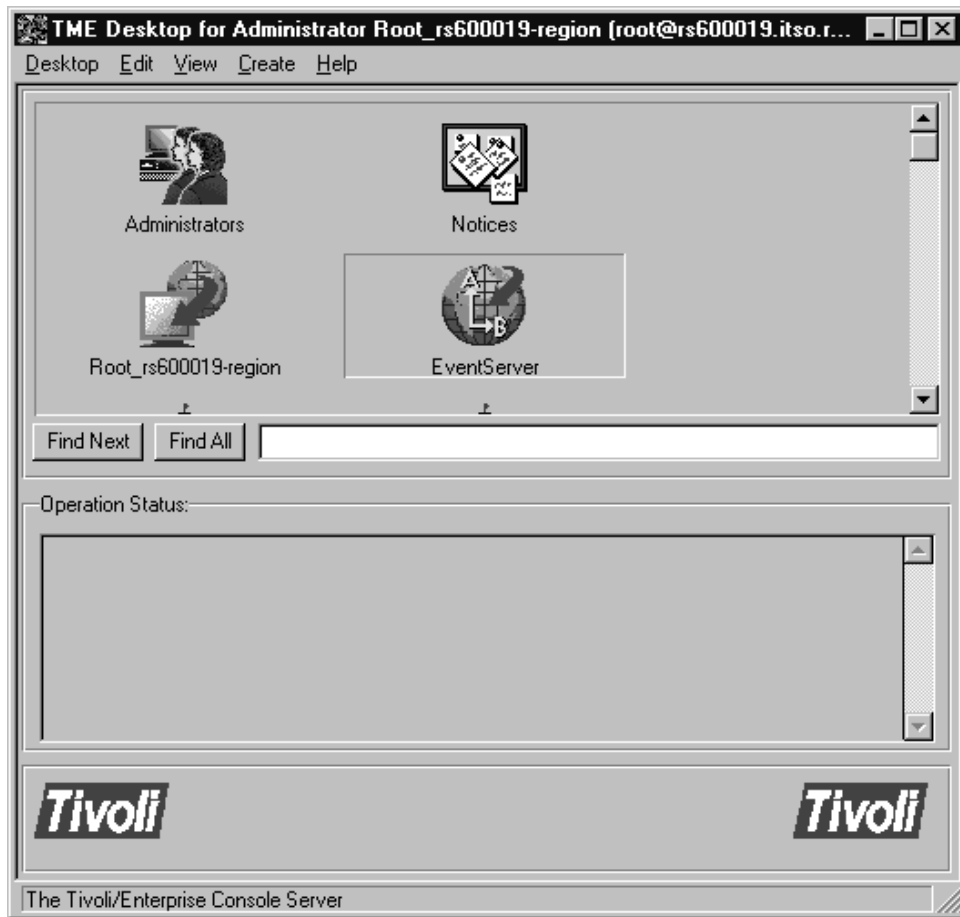 TME Desktop for Administrator Root_rs600019-region (root@rs600019.itso.r...
Desktop Edit View Create Help
Administrators
Notices
A
B
Root_rs600019-region
EventServer
Find Next
Find All
Operation Status:
Tivoli
Tivoli
The Tivoli/Enterprise Console Server